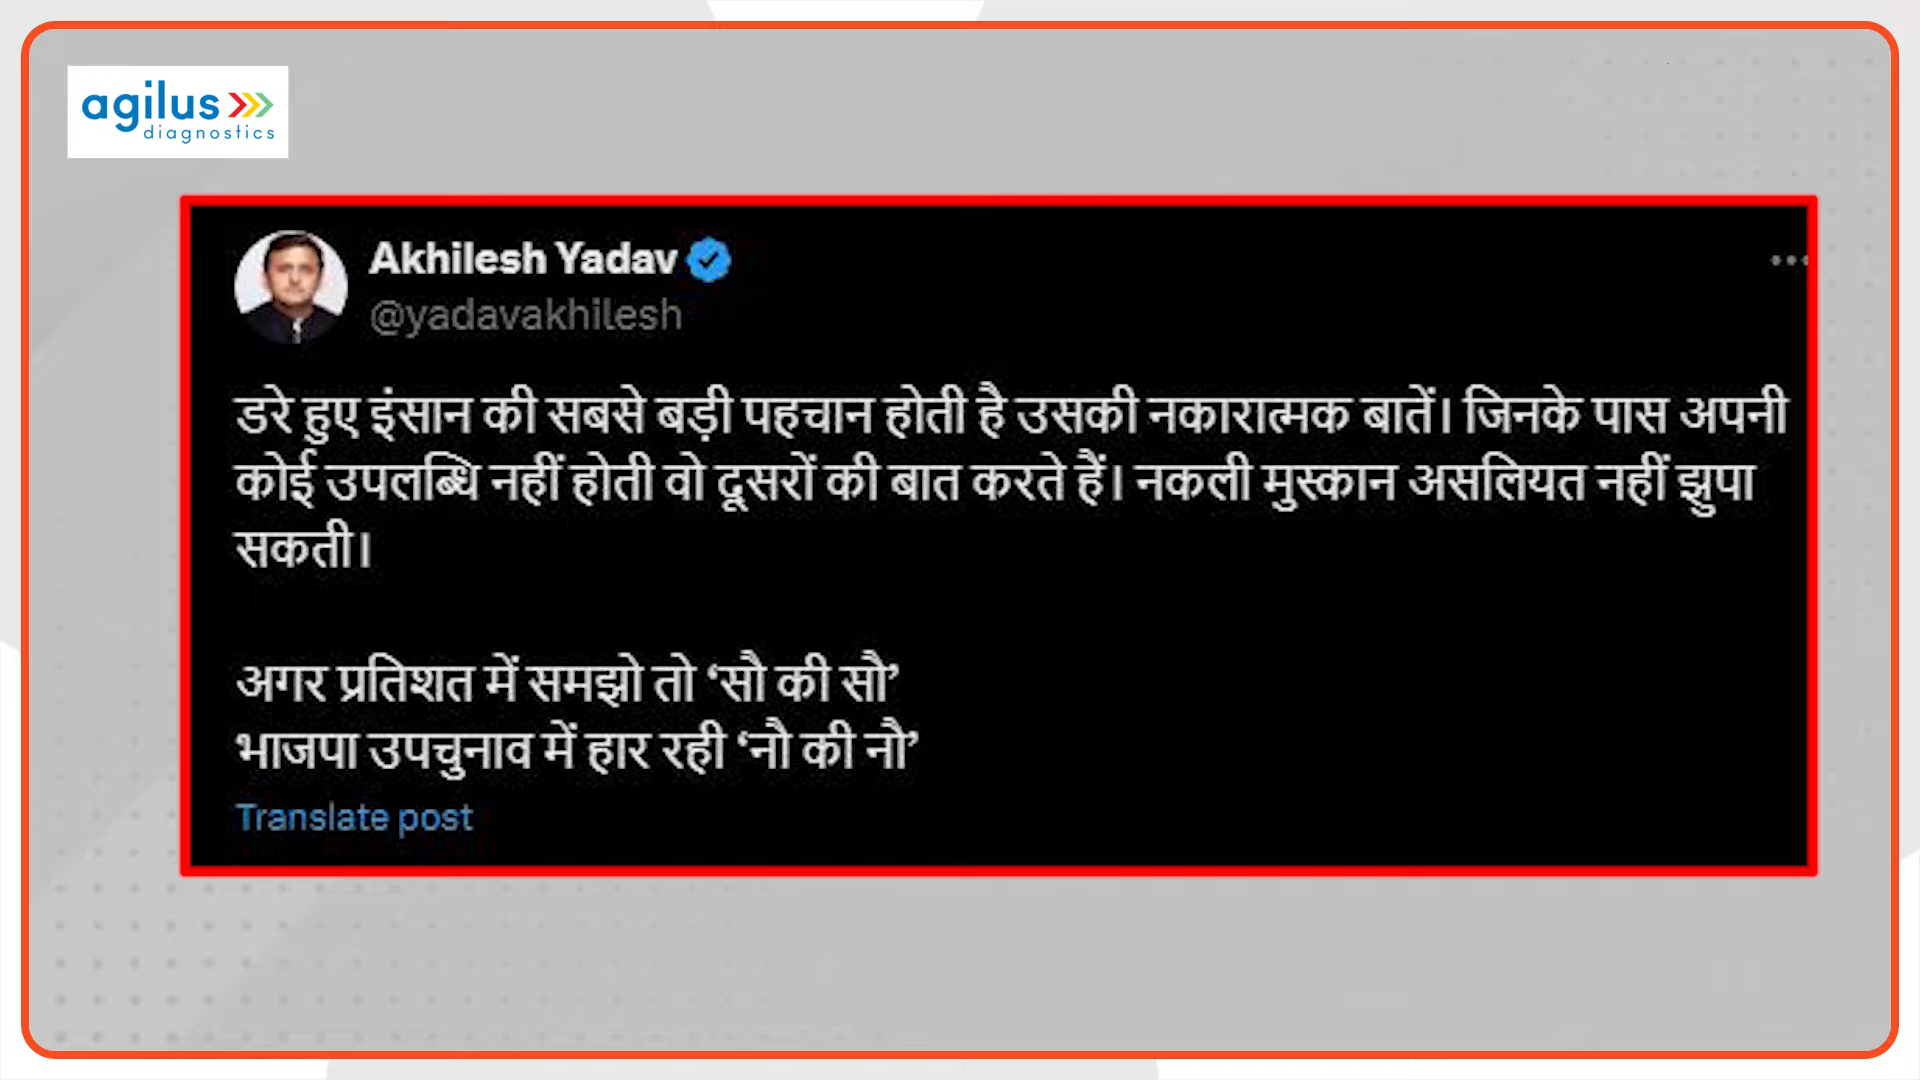 agilus
diagnostics
Akhilesh Yadav
@yadavakhilesh
डरे हुए इंसान की सबसे बड़ी पहचान होती है उसकी नकारात्मक बातें। जिनके पास अपनी
कोई उपलब्धि नहीं होती वो दूसरों की बात करते हैं। नकली मुस्कान असलियत नहीं झुपा
सकती।
अगर प्रतिशत में समझो तो ‘सौ की सौ’
भाजपा उपचुनाव में हार रही ‘नौ की नौ’
Translate post